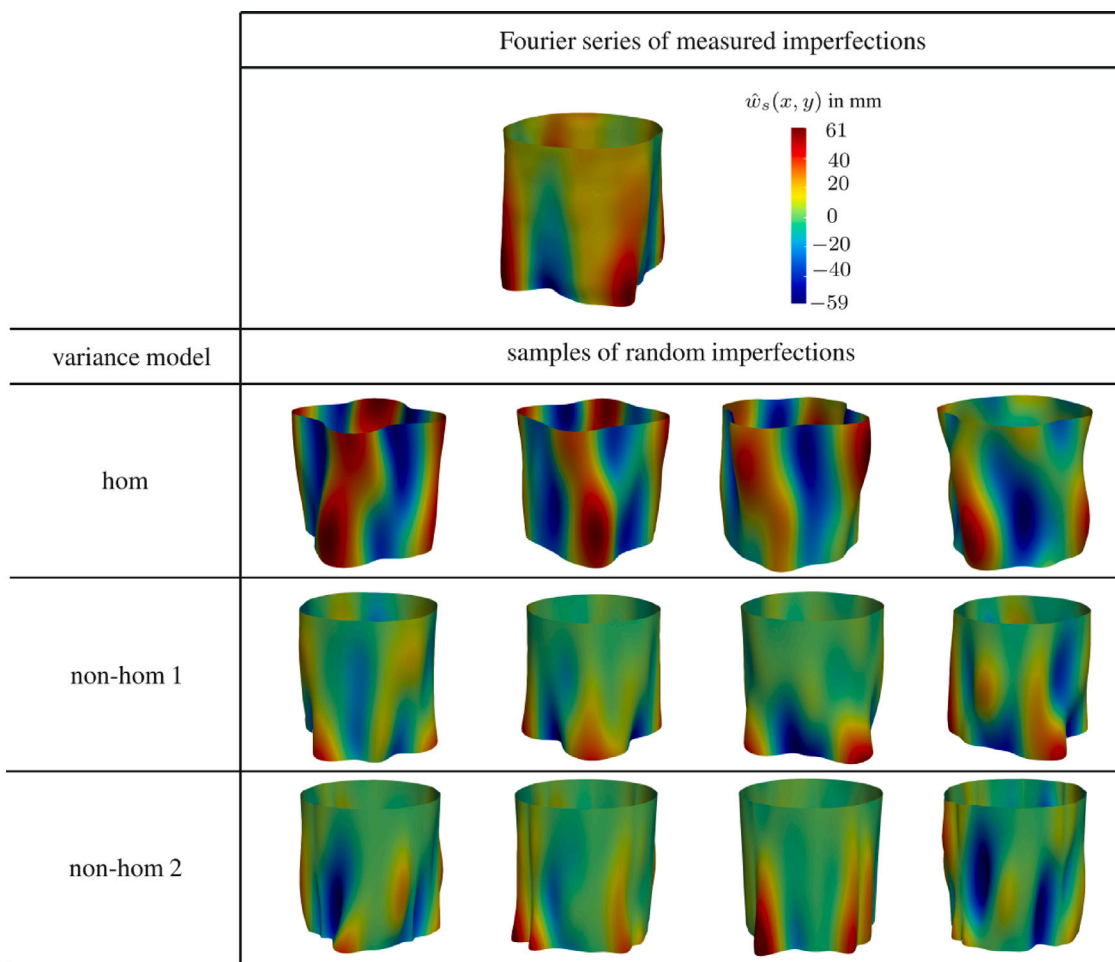 Fourier series of measured imperfections
ŵₛ(x, y) in mm
61
40
20
0
−20
−40
−59
variance model
samples of random imperfections
hom
non-hom 1
non-hom 2